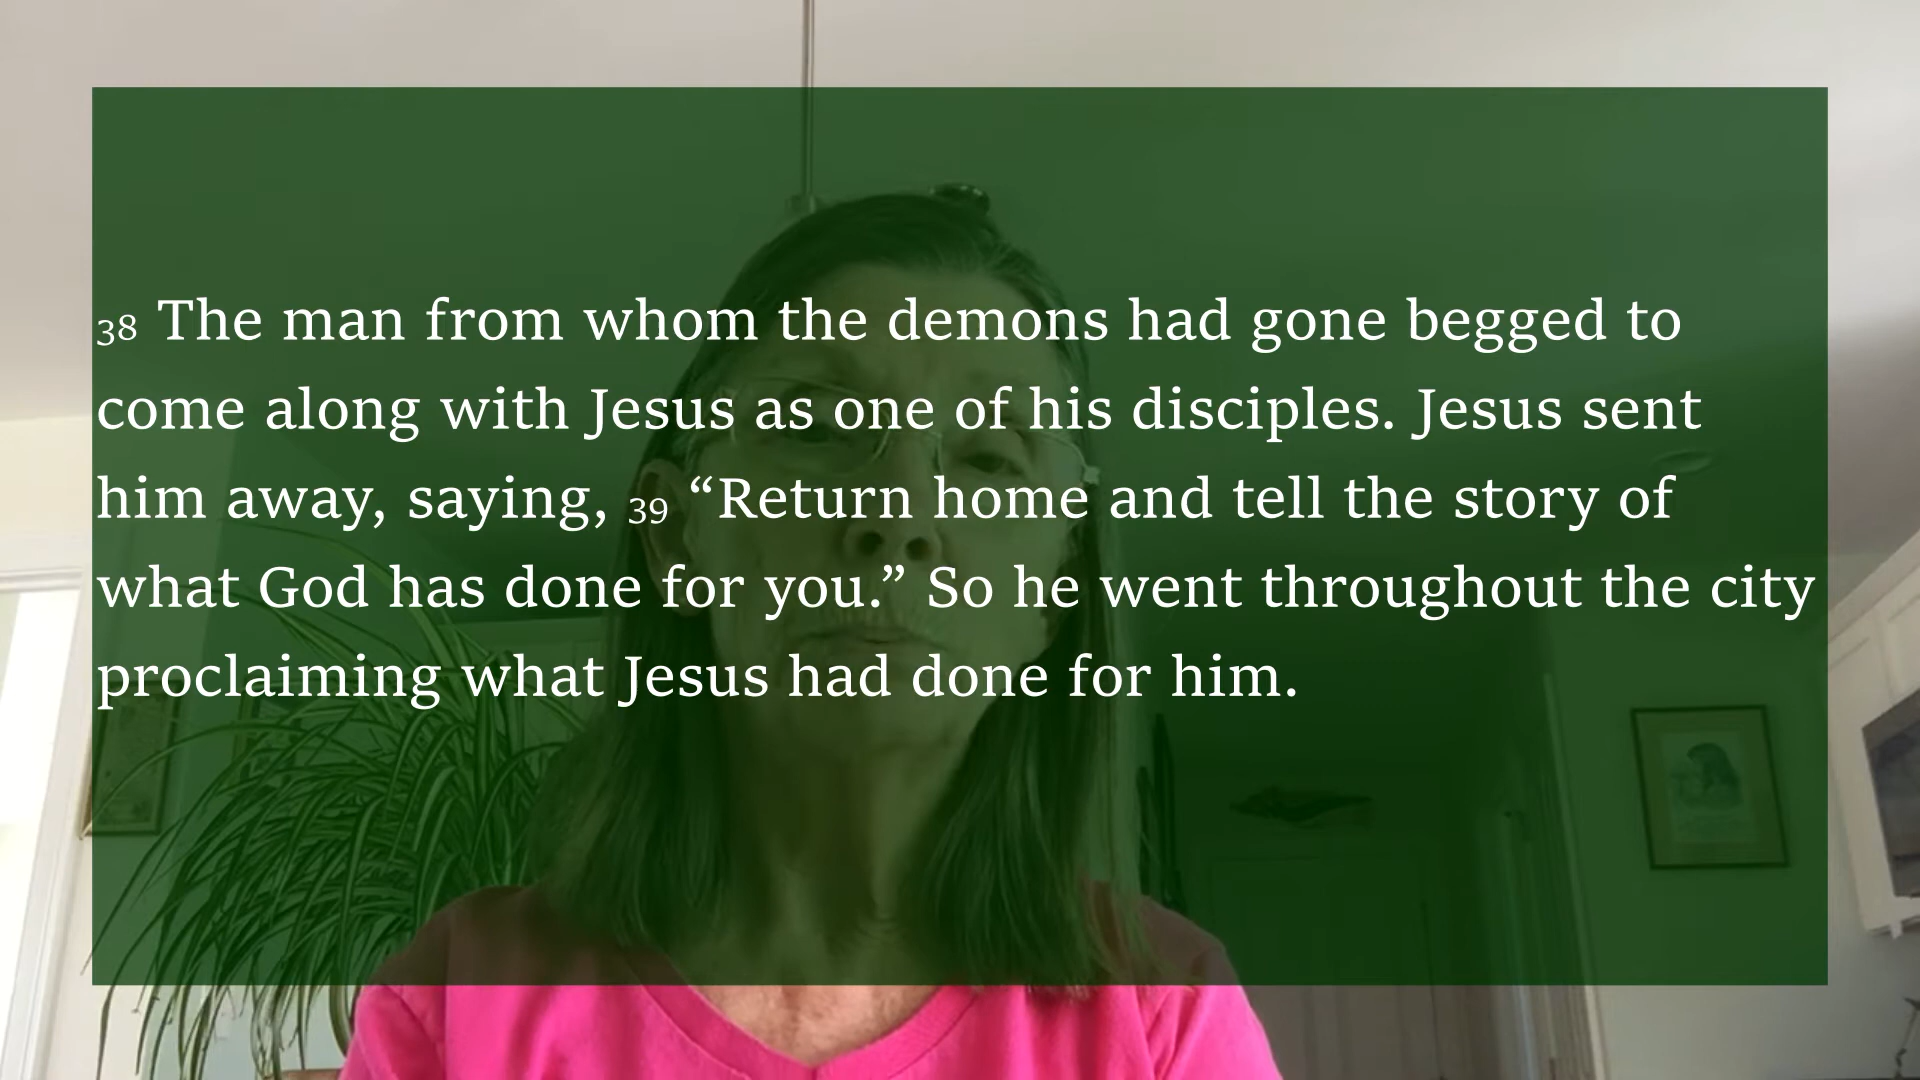 38 The man from whom the demons had gone begged to
come along with Jesus as one of his disciples. Jesus sent
him away, saying, 39 “Return home and tell the story of
what God has done for you.” So he went throughout the city
proclaiming what Jesus had done for him.